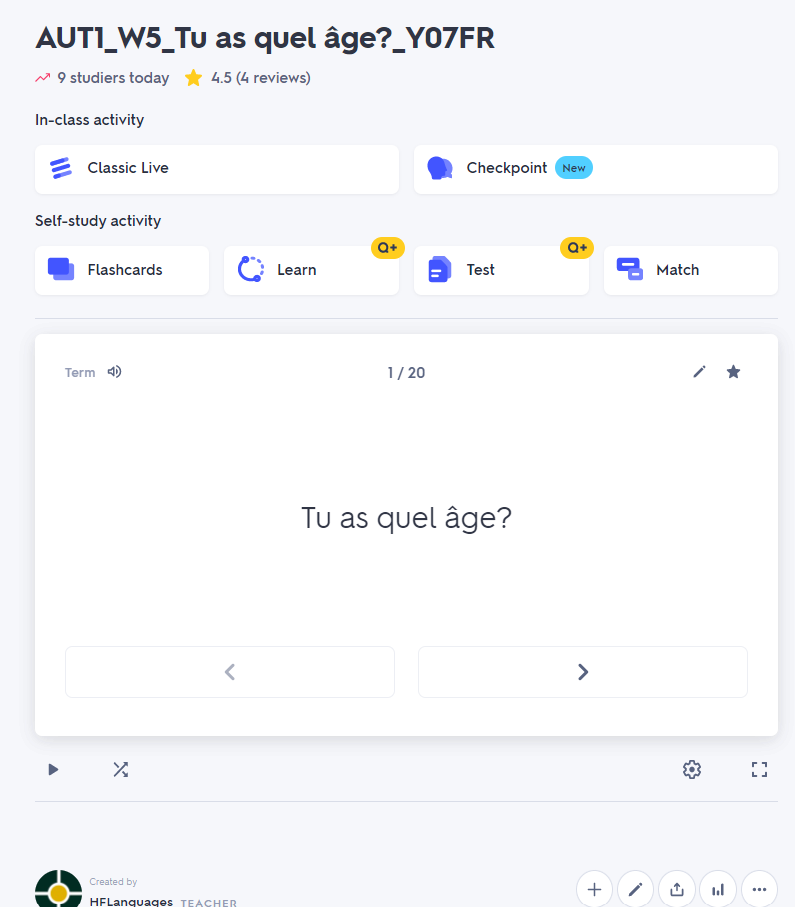 AUT1_W5_Tu as quel âge?_Y07FR
9 studiers today 4.5 (4 reviews)
In-class activity
Classic Live Checkpoint New
Self-study activity
Q+ Q+
Flashcards Learn Test Match
Term 1 / 20
Tu as quel âge?
Created by
HFLanguages TEACHER